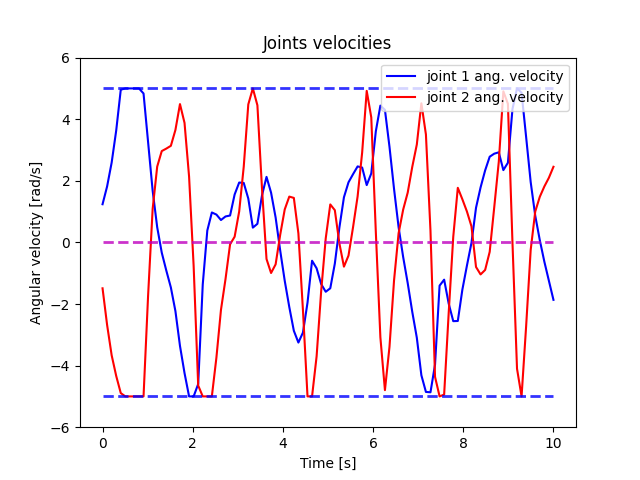 Joints velocities
joint 1 ang. velocity
joint 2 ang. velocity
Angular velocity [rad/s]
6
4
2
0
−2
−4
−6
0
2
4
6
8
10
Time [s]